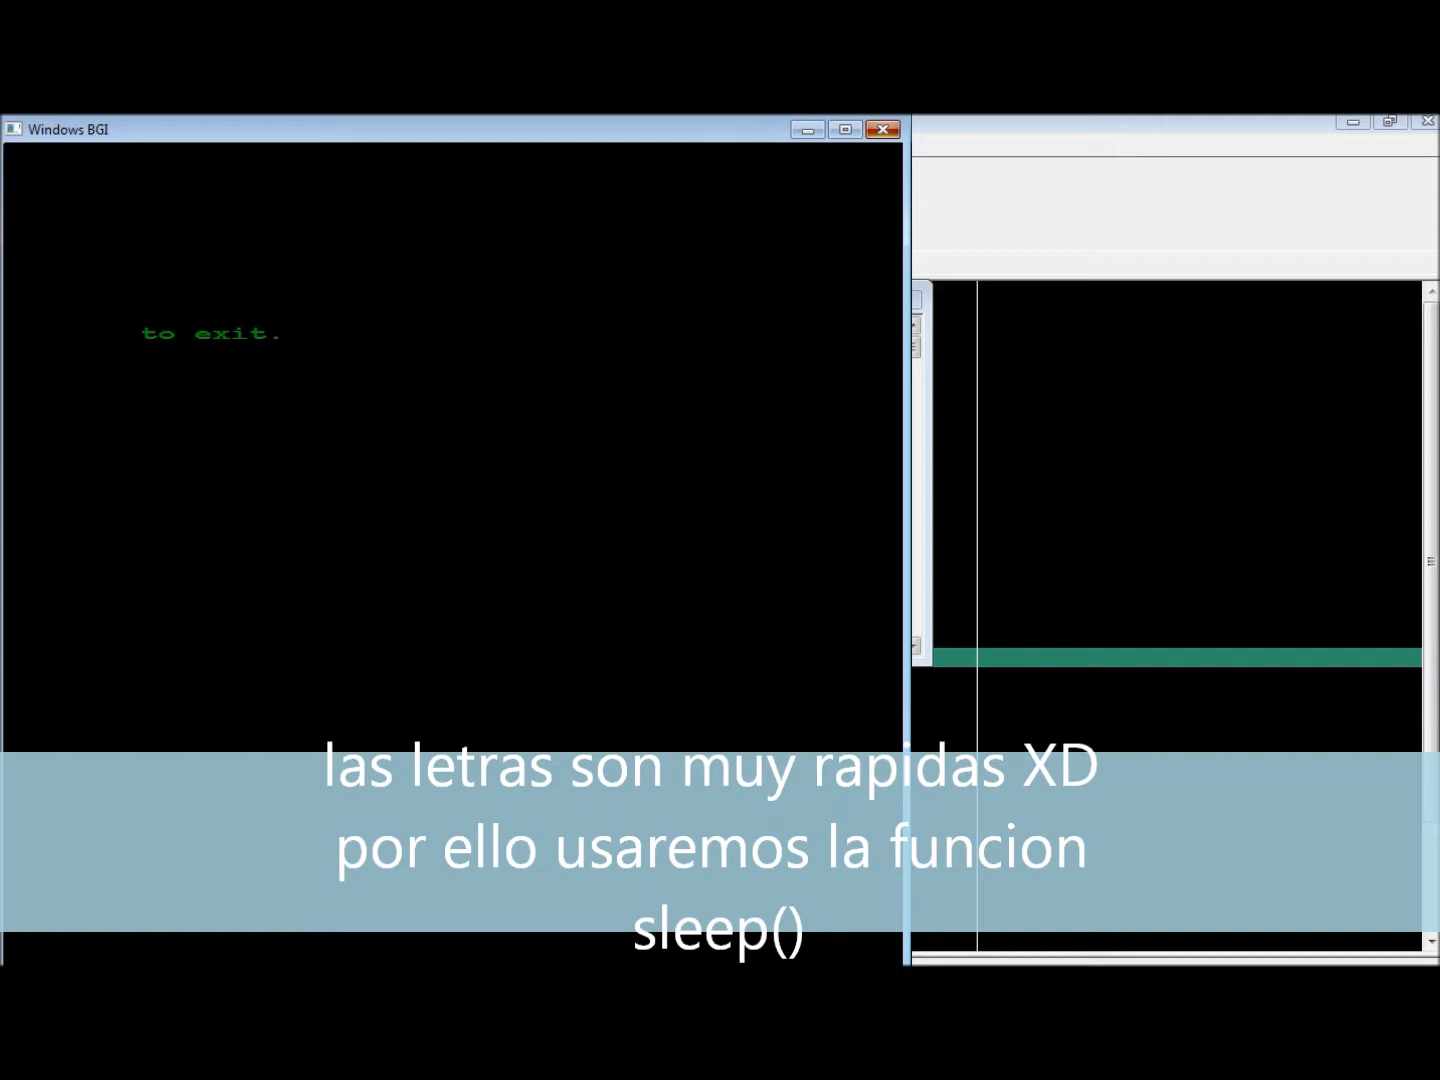 Windows BGI
to exit.
las letras son muy rapidas XD
por ello usaremos la funcion
sleep()